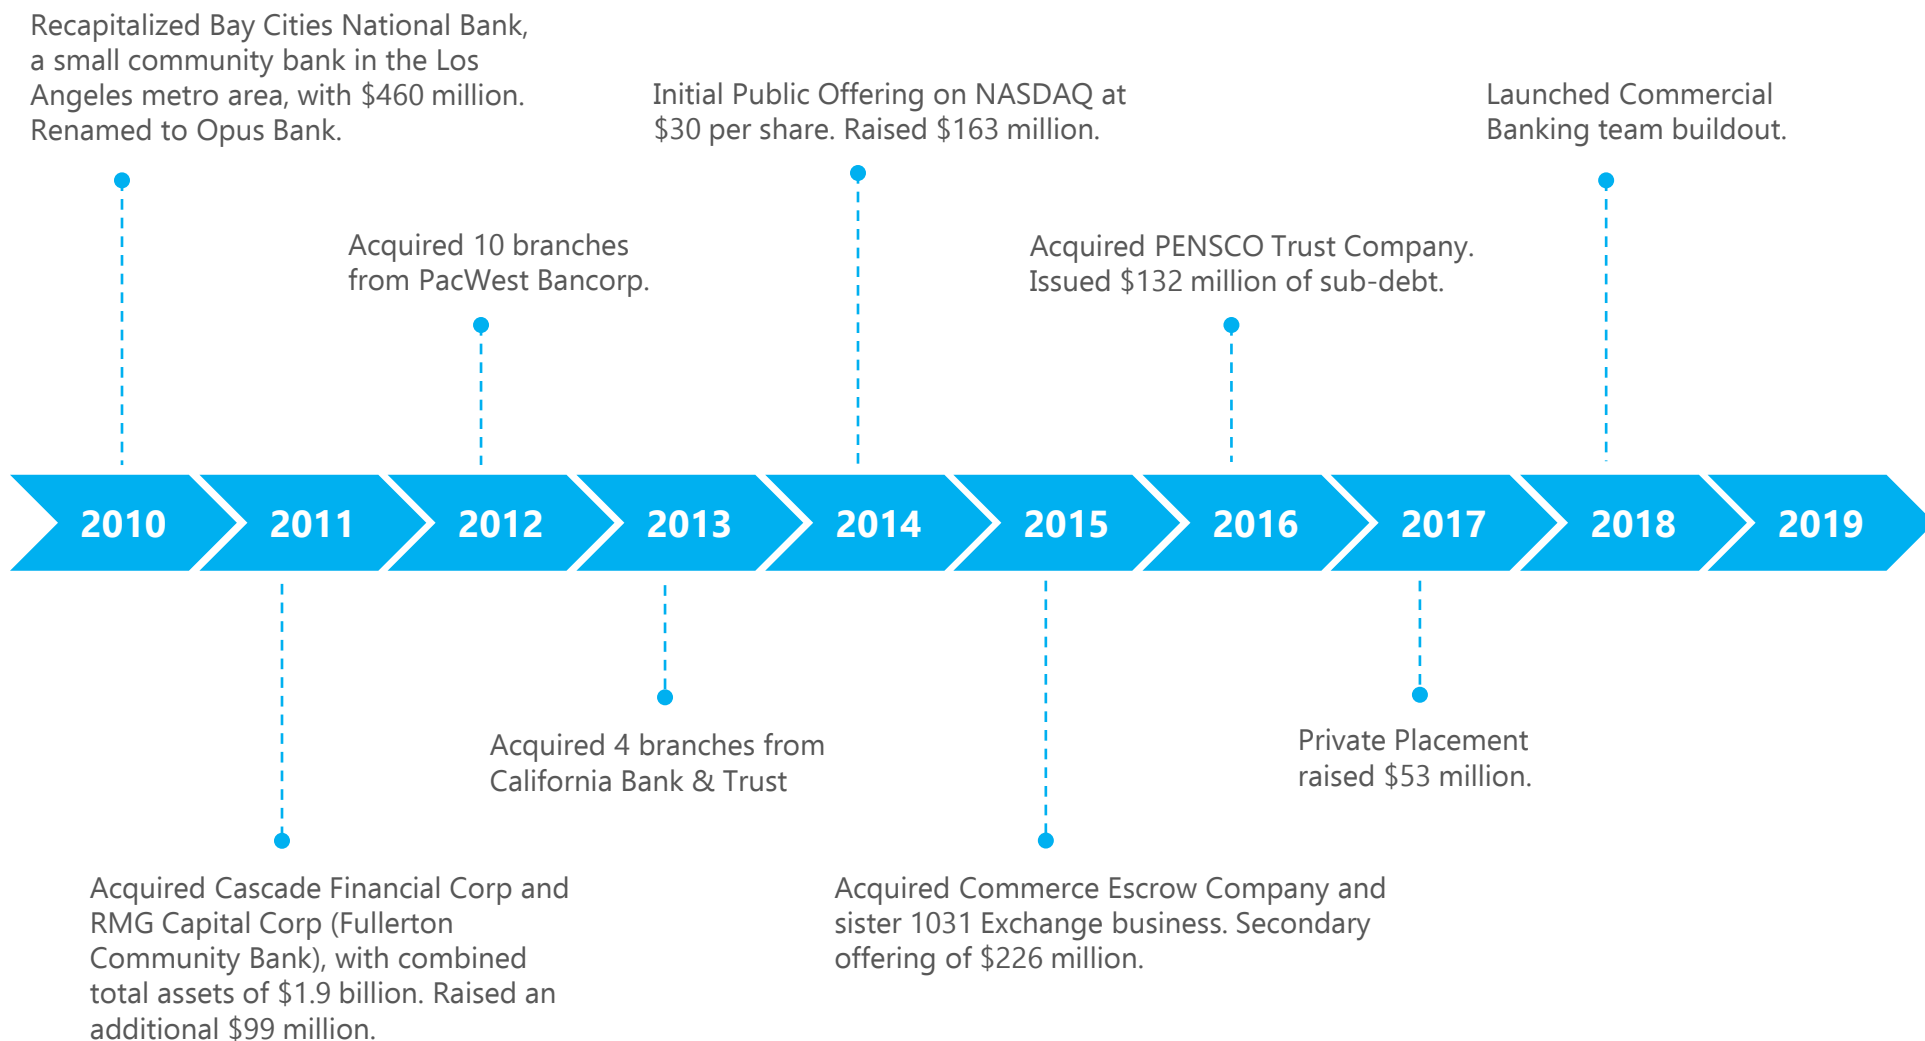 Recapitalized Bay Cities National Bank,
a small community bank in the Los
Angeles metro area, with $460 million.
Renamed to Opus Bank.
Initial Public Offering on NASDAQ at
$30 per share. Raised $163 million.
Launched Commercial
Banking team buildout.
Acquired 10 branches
from PacWest Bancorp.
Acquired PENSCO Trust Company.
Issued $132 million of sub-debt.
2010
2011
2012
2013
2014
2015
2016
2017
2018
2019
Acquired 4 branches from
California Bank & Trust
Private Placement
raised $53 million.
Acquired Cascade Financial Corp and
RMG Capital Corp (Fullerton
Community Bank), with combined
total assets of $1.9 billion. Raised an
additional $99 million.
Acquired Commerce Escrow Company and
sister 1031 Exchange business. Secondary
offering of $226 million.